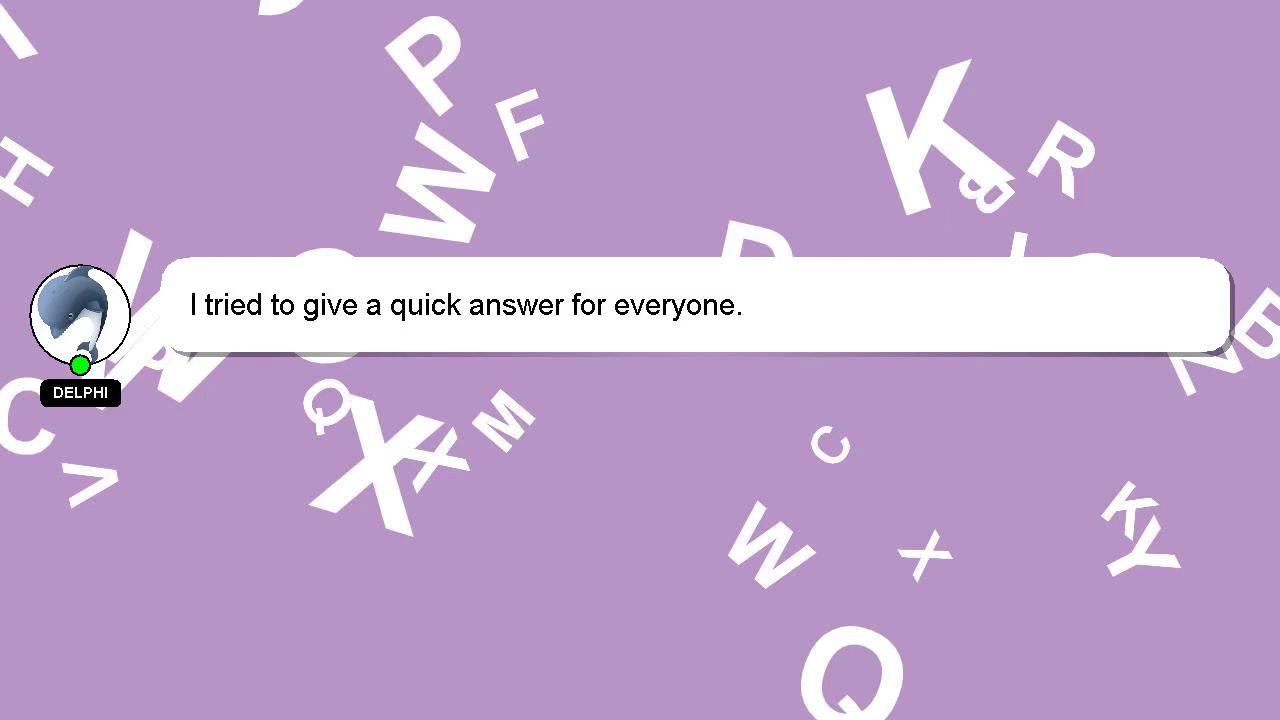 I tried to give a quick answer for everyone.
DELPHI
P
F
K
R
H
W
B
D
W
B
N
Q
C
X
X
M
V
C
W
X
K
Y
Q